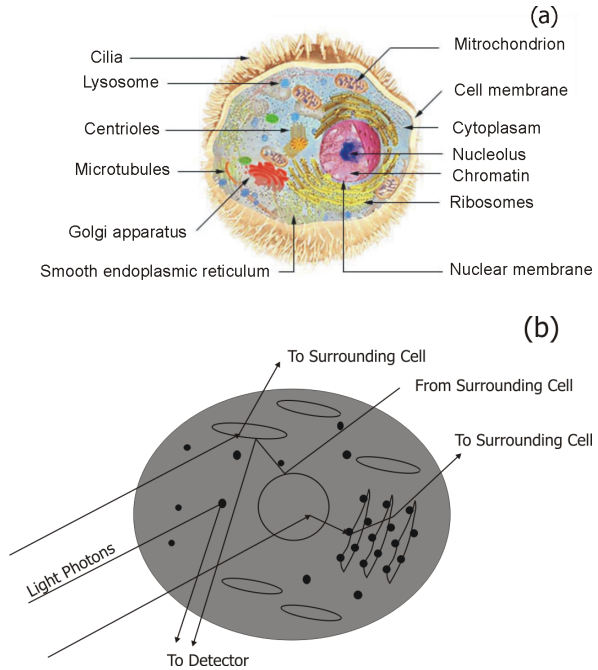 (a)
Cilia
Mitrochondrion
Lysosome
Cell membrane
Centrioles
Cytoplasam
Nucleolus
Microtubules
Chromatin
Ribosomes
Golgi apparatus
Smooth endoplasmic reticulum
Nuclear membrane
(b)
To Surrounding Cell
From Surrounding Cell
To Surrounding Cell
Light Photons
To Detector